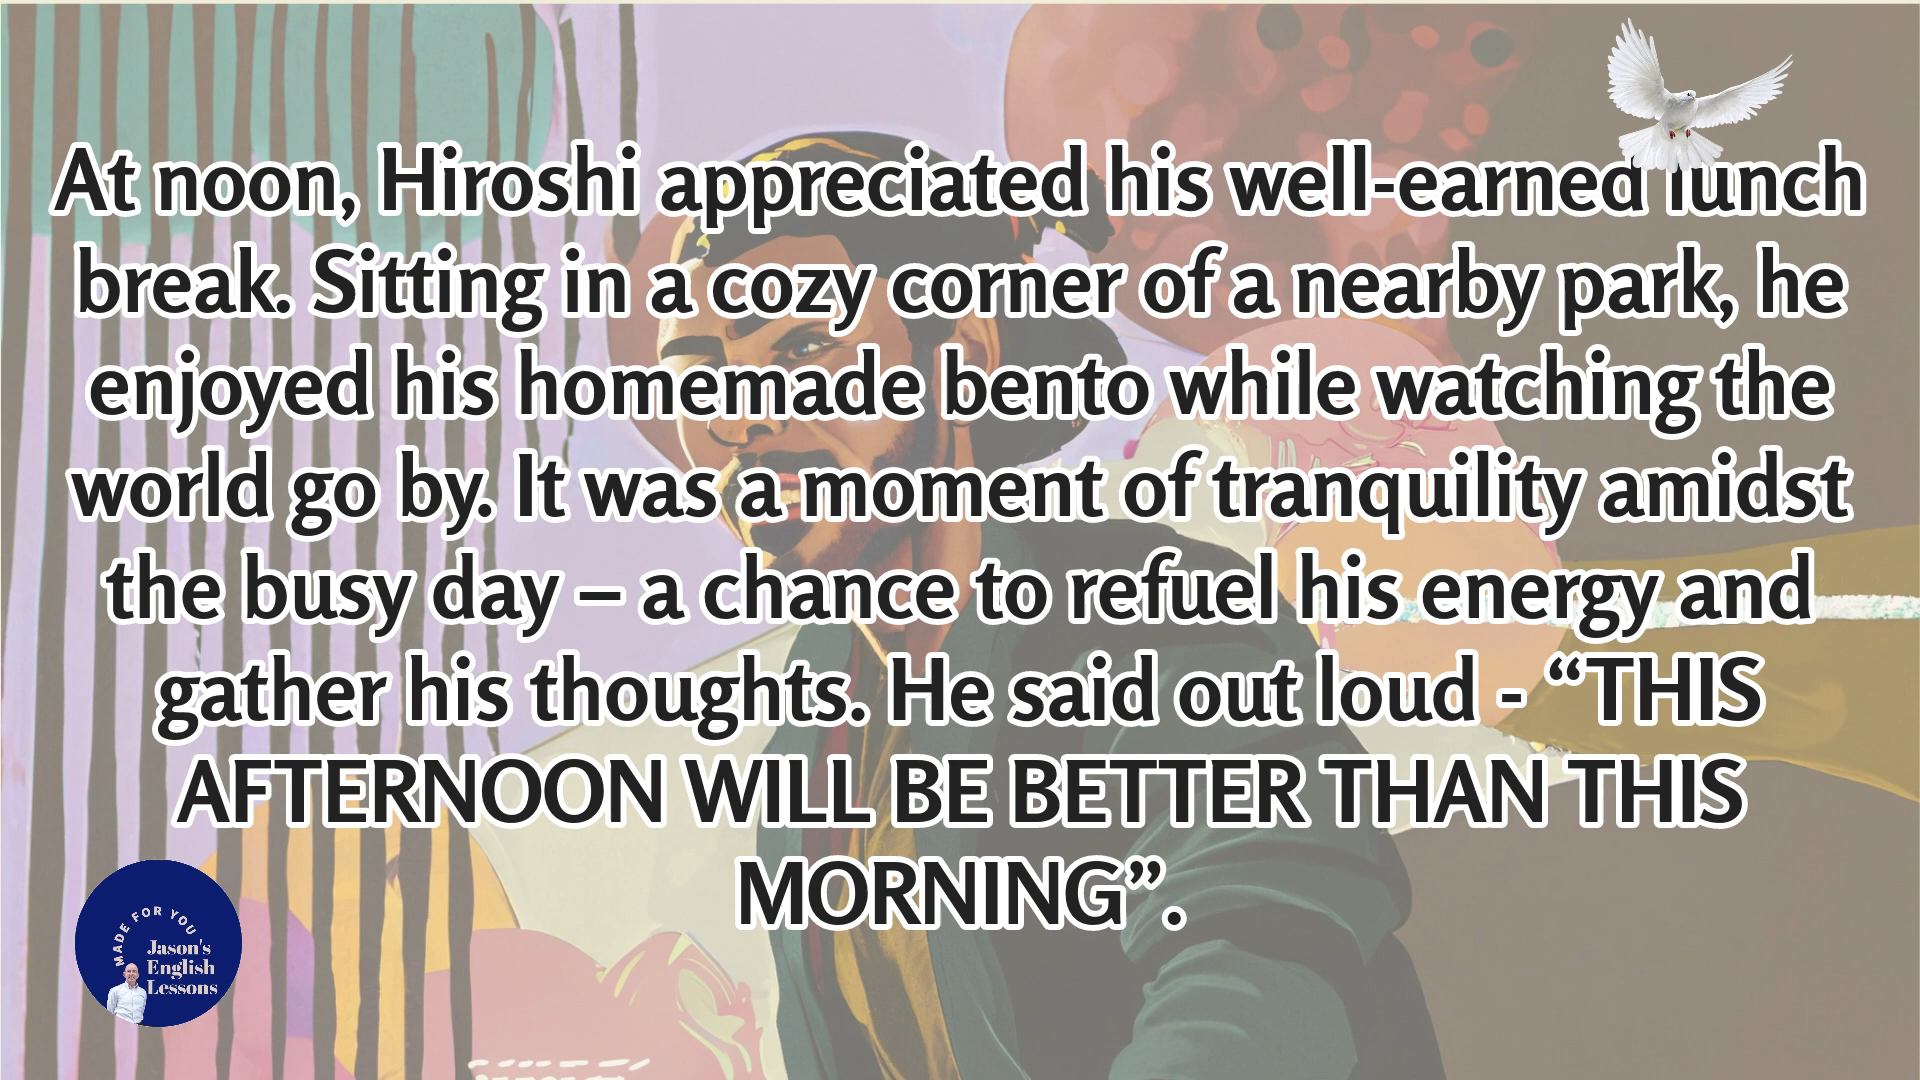 At noon, Hiroshi appreciated his well-earned lunch
break. Sitting in a cozy corner of a nearby park, he
enjoyed his homemade bento while watching the
world go by. It was a moment of tranquility amidst
the busy day – a chance to refuel his energy and
gather his thoughts. He said out loud - “THIS
AFTERNOON WILL BE BETTER THAN THIS
MORNING”.
MADE FOR YOU
Jason's
English
Lessons